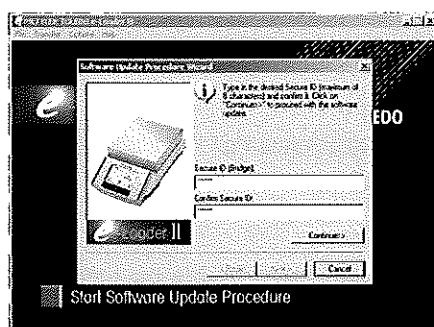 Software Update Procedure Wizard
Type in the desired Secure ID (maximum of
8 characters) and confirm it. Click on
"Continue>" to proceed with the software
update.
EDO
Secure ID (Bridge):
Confirm Secure ID:
Loader II
Continue>
Cancel
Start Software Update Procedure